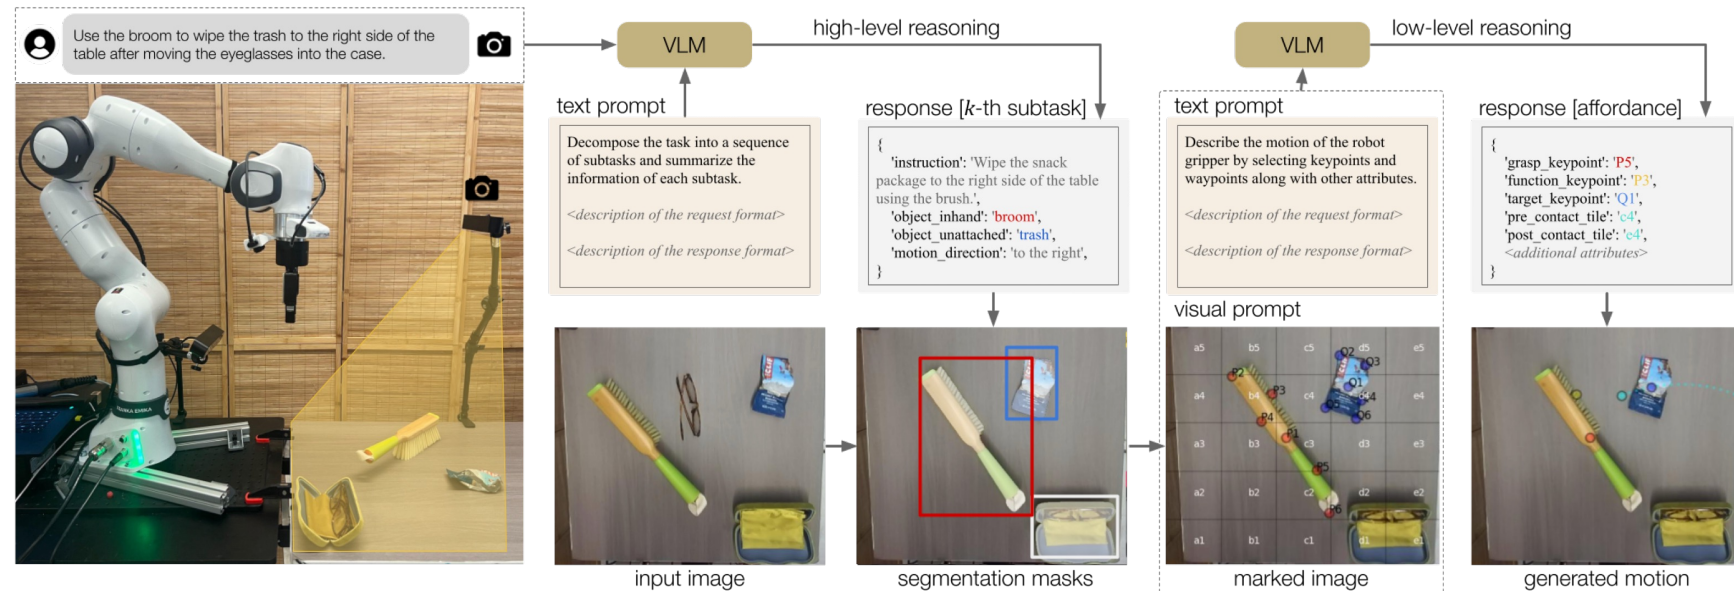 Use the broom to wipe the trash to the right side of the
table after moving the eyeglasses into the case.
VLM
high-level reasoning
VLM
low-level reasoning
text prompt
Decompose the task into a sequence
of subtasks and summarize the
information of each subtask.
<description of the request format>
<description of the response format>
response [k-th subtask]
{
'instruction': 'Wipe the snack
package to the right side of the table
using the brush.',
'object_inhand': 'broom',
'object_unattached': 'trash',
'motion_direction': 'to the right',
}
text prompt
Describe the motion of the robot
gripper by selecting keypoints and
waypoints along with other attributes.
<description of the request format>
<description of the response format>
response [affordance]
{
'grasp_keypoint': 'P5',
'function_keypoint': 'P3',
'target_keypoint': 'Q1',
'pre_contact_tile': 'c4',
'post_contact_tile': 'e4',
<additional attributes>
}
visual prompt
a5 b5 c5 d5 e5
Q2 Q3
P2 P3 Q1
a4 b4 c4 e4
P4 Q6
P1
a3 b3 c3 d3 e3
P5
a2 b2 c2 d2 e2
P6
a1 b1 c1 d1 e1
input image
segmentation masks
marked image
generated motion